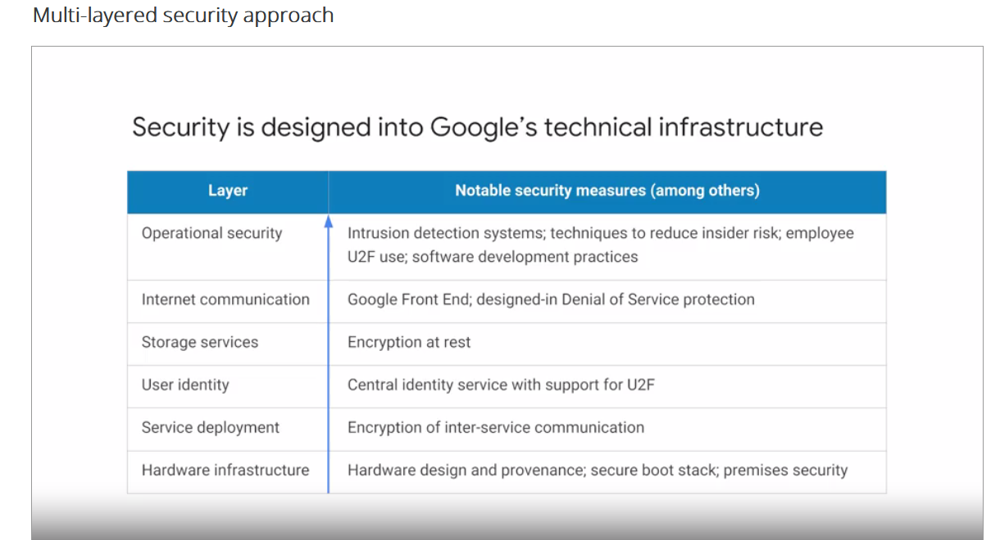 Multi-layered security approach
Security is designed into Google’s technical infrastructure
Layer
Notable security measures (among others)
Operational security
Intrusion detection systems; techniques to reduce insider risk; employee
U2F use; software development practices
Internet communication
Google Front End; designed-in Denial of Service protection
Storage services
Encryption at rest
User identity
Central identity service with support for U2F
Service deployment
Encryption of inter-service communication
Hardware infrastructure
Hardware design and provenance; secure boot stack; premises security